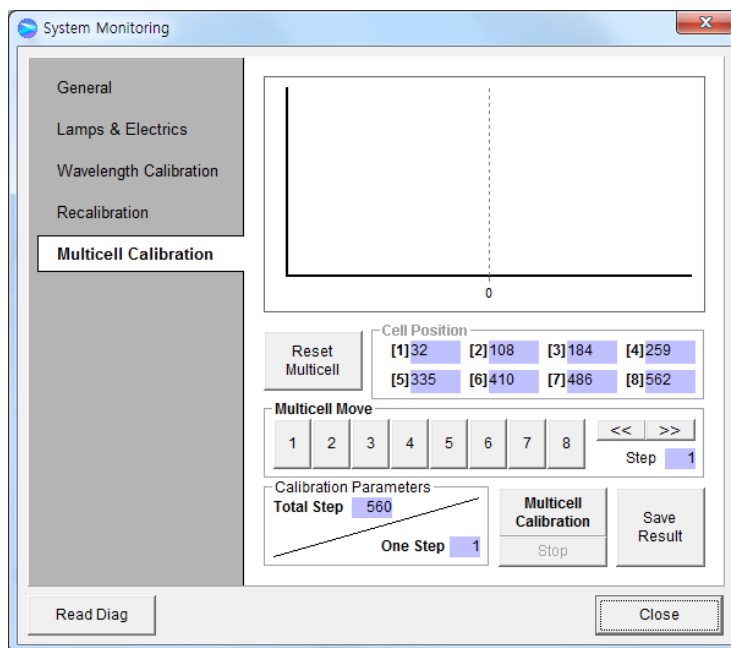 System Monitoring
x
General
Lamps & Electrics
Wavelength Calibration
Recalibration
Multicell Calibration
0
Reset
Multicell
Cell Position
[1] 32 [2] 108 [3] 184 [4] 259
[5] 335 [6] 410 [7] 486 [8] 562
Multicell Move
1 2 3 4 5 6 7 8 << >>
Step 1
Calibration Parameters
Total Step 560
One Step 1
Multicell
Calibration
Stop
Save
Result
Read Diag
Close